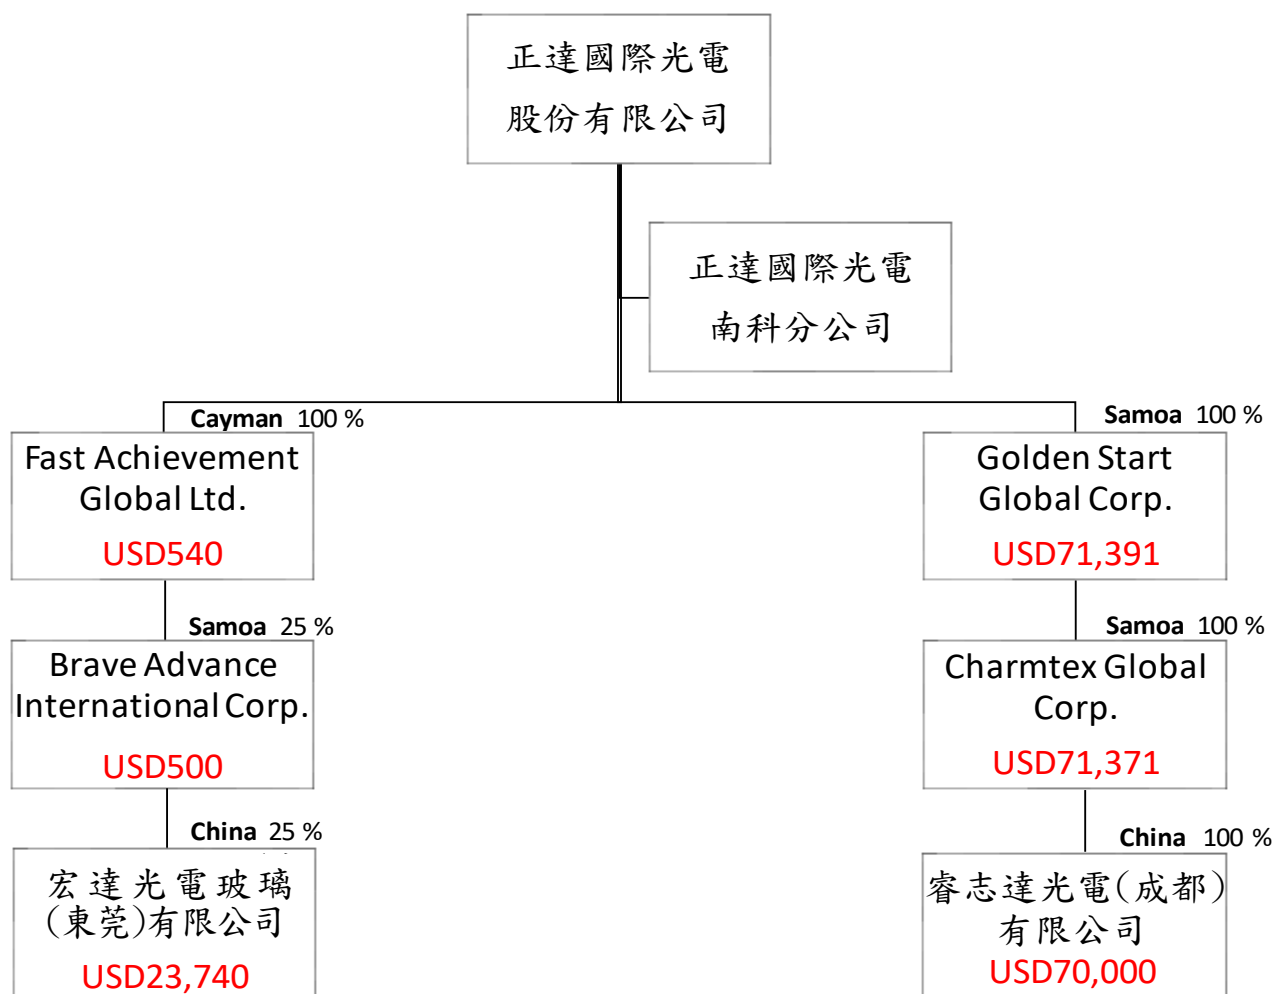 正達國際光電
股份有限公司
正達國際光電
南科分公司
Cayman 100 %
Fast Achievement
Global Ltd.
USD540
Samoa 25 %
Brave Advance
International Corp.
USD500
China 25 %
宏達光電玻璃
(東莞)有限公司
USD23,740
Samoa 100 %
Golden Start
Global Corp.
USD71,391
Samoa 100 %
Charmtex Global
Corp.
USD71,371
China 100 %
睿志達光電(成都)
有限公司
USD70,000